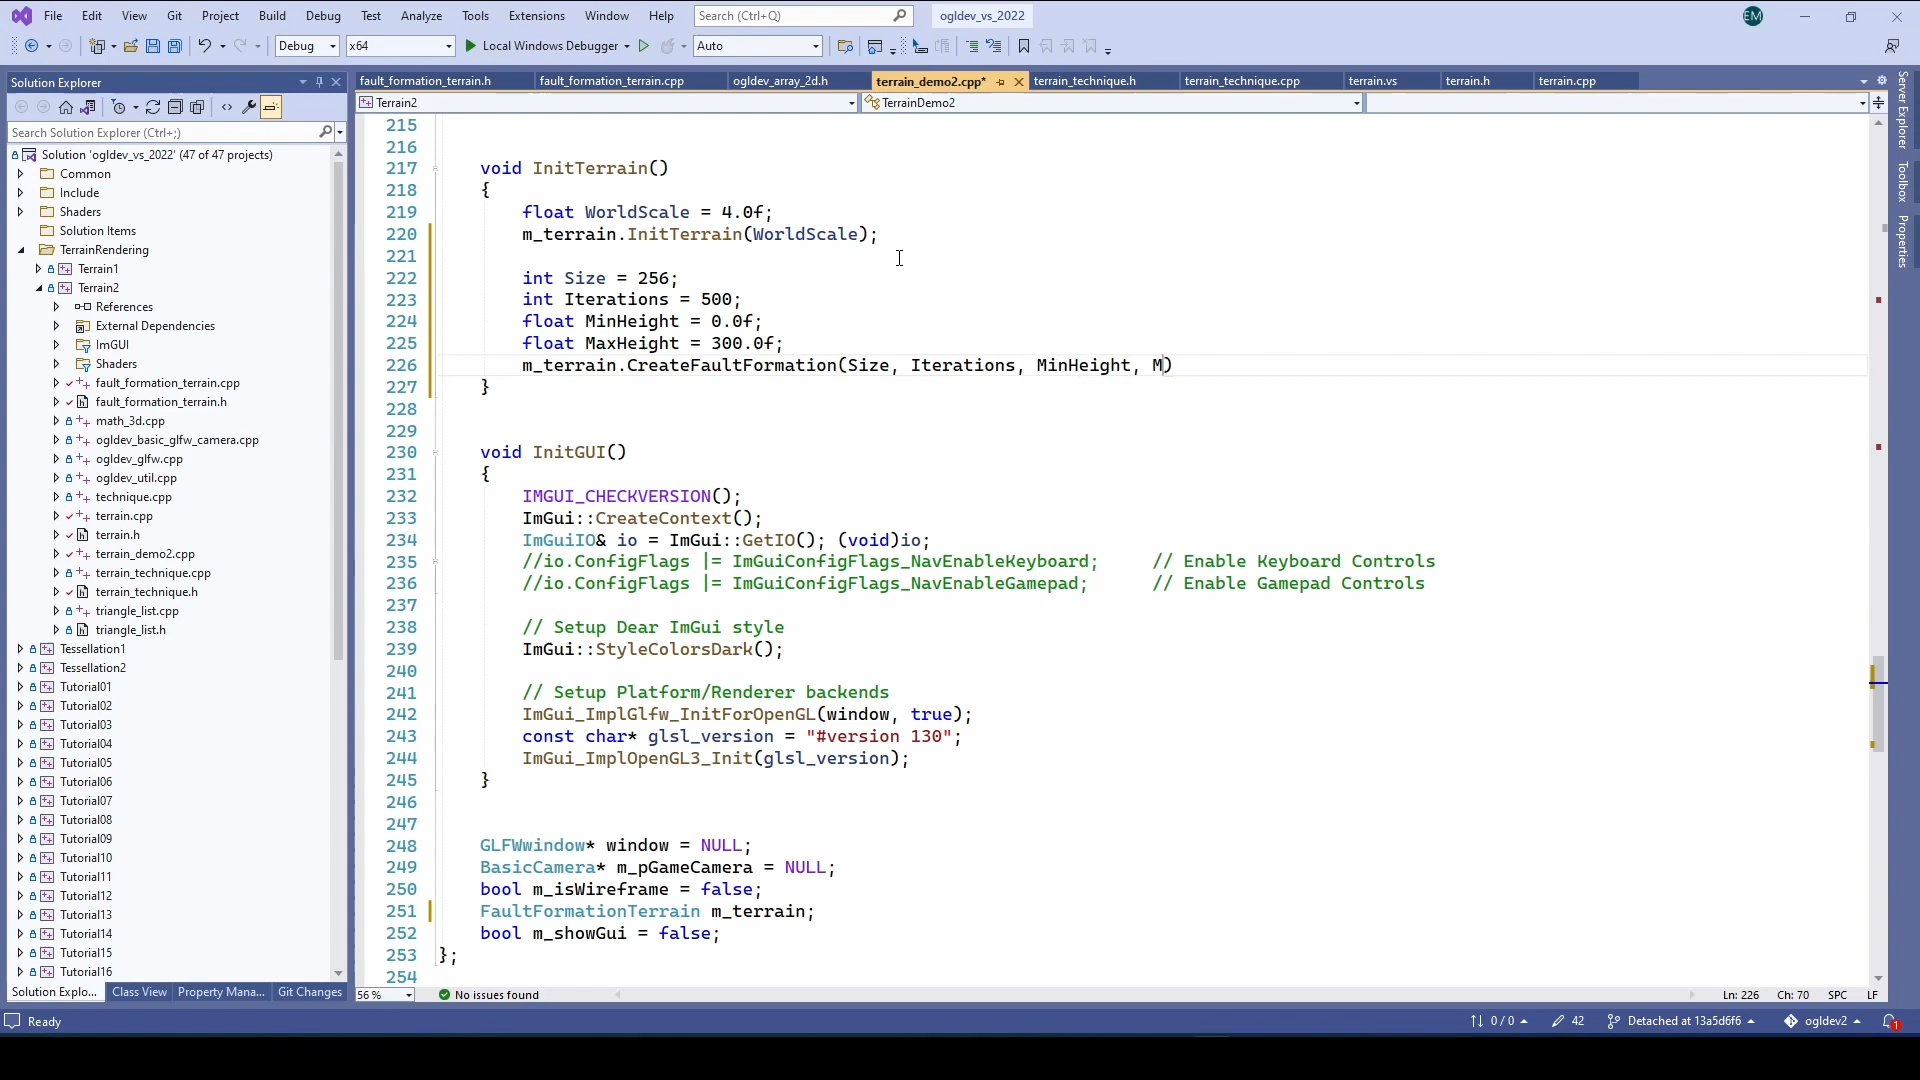 File Edit View Git Project Build Debug Test Analyze Tools Extensions Window Help Search (Ctrl+Q) ogldev_vs_2022 EM
Debug x64 Local Windows Debugger Auto
Solution Explorer
Search Solution Explorer (Ctrl+;)
Solution 'ogldev_vs_2022' (47 of 47 projects)
Common
Include
Shaders
Solution Items
TerrainRendering
Terrain1
Terrain2
References
External Dependencies
ImGUI
Shaders
fault_formation_terrain.cpp
fault_formation_terrain.h
math_3d.cpp
ogldev_basic_glfw_camera.cpp
ogldev_glfw.cpp
ogldev_util.cpp
technique.cpp
terrain.cpp
terrain.h
terrain_demo2.cpp
terrain_technique.cpp
terrain_technique.h
triangle_list.cpp
triangle_list.h
Tessellation1
Tessellation2
Tutorial01
Tutorial02
Tutorial03
Tutorial04
Tutorial05
Tutorial06
Tutorial07
Tutorial08
Tutorial09
Tutorial10
Tutorial11
Tutorial12
Tutorial13
Tutorial14
Tutorial15
Tutorial16
Solution Explo... Class View Property Mana... Git Changes
fault_formation_terrain.h fault_formation_terrain.cpp ogldev_array_2d.h terrain_demo2.cpp* terrain_technique.h terrain_technique.cpp terrain.vs terrain.h terrain.cpp
Terrain2 TerrainDemo2
215
216
217 void InitTerrain()
218 {
219 float WorldScale = 4.0f;
220 m_terrain.InitTerrain(WorldScale);
221
222 int Size = 256;
223 int Iterations = 500;
224 float MinHeight = 0.0f;
225 float MaxHeight = 300.0f;
226 m_terrain.CreateFaultFormation(Size, Iterations, MinHeight, M)
227 }
228
229
230 void InitGUI()
231 {
232 IMGUI_CHECKVERSION();
233 ImGui::CreateContext();
234 ImGuiIO& io = ImGui::GetIO(); (void)io;
235 //io.ConfigFlags |= ImGuiConfigFlags_NavEnableKeyboard; // Enable Keyboard Controls
236 //io.ConfigFlags |= ImGuiConfigFlags_NavEnableGamepad; // Enable Gamepad Controls
237
238 // Setup Dear ImGui style
239 ImGui::StyleColorsDark();
240
241 // Setup Platform/Renderer backends
242 ImGui_ImplGlfw_InitForOpenGL(window, true);
243 const char* glsl_version = "#version 130";
244 ImGui_ImplOpenGL3_Init(glsl_version);
245 }
246
247
248 GLFWwindow* window = NULL;
249 BasicCamera* m_pGameCamera = NULL;
250 bool m_isWireframe = false;
251 FaultFormationTerrain m_terrain;
252 bool m_showGui = false;
253 };
254
56 % No issues found Ln: 226 Ch: 70 SPC LF
Server Explorer
Toolbox
Properties
Ready 0 / 0 42 Detached at 13a5d6f6 ogldev2 1